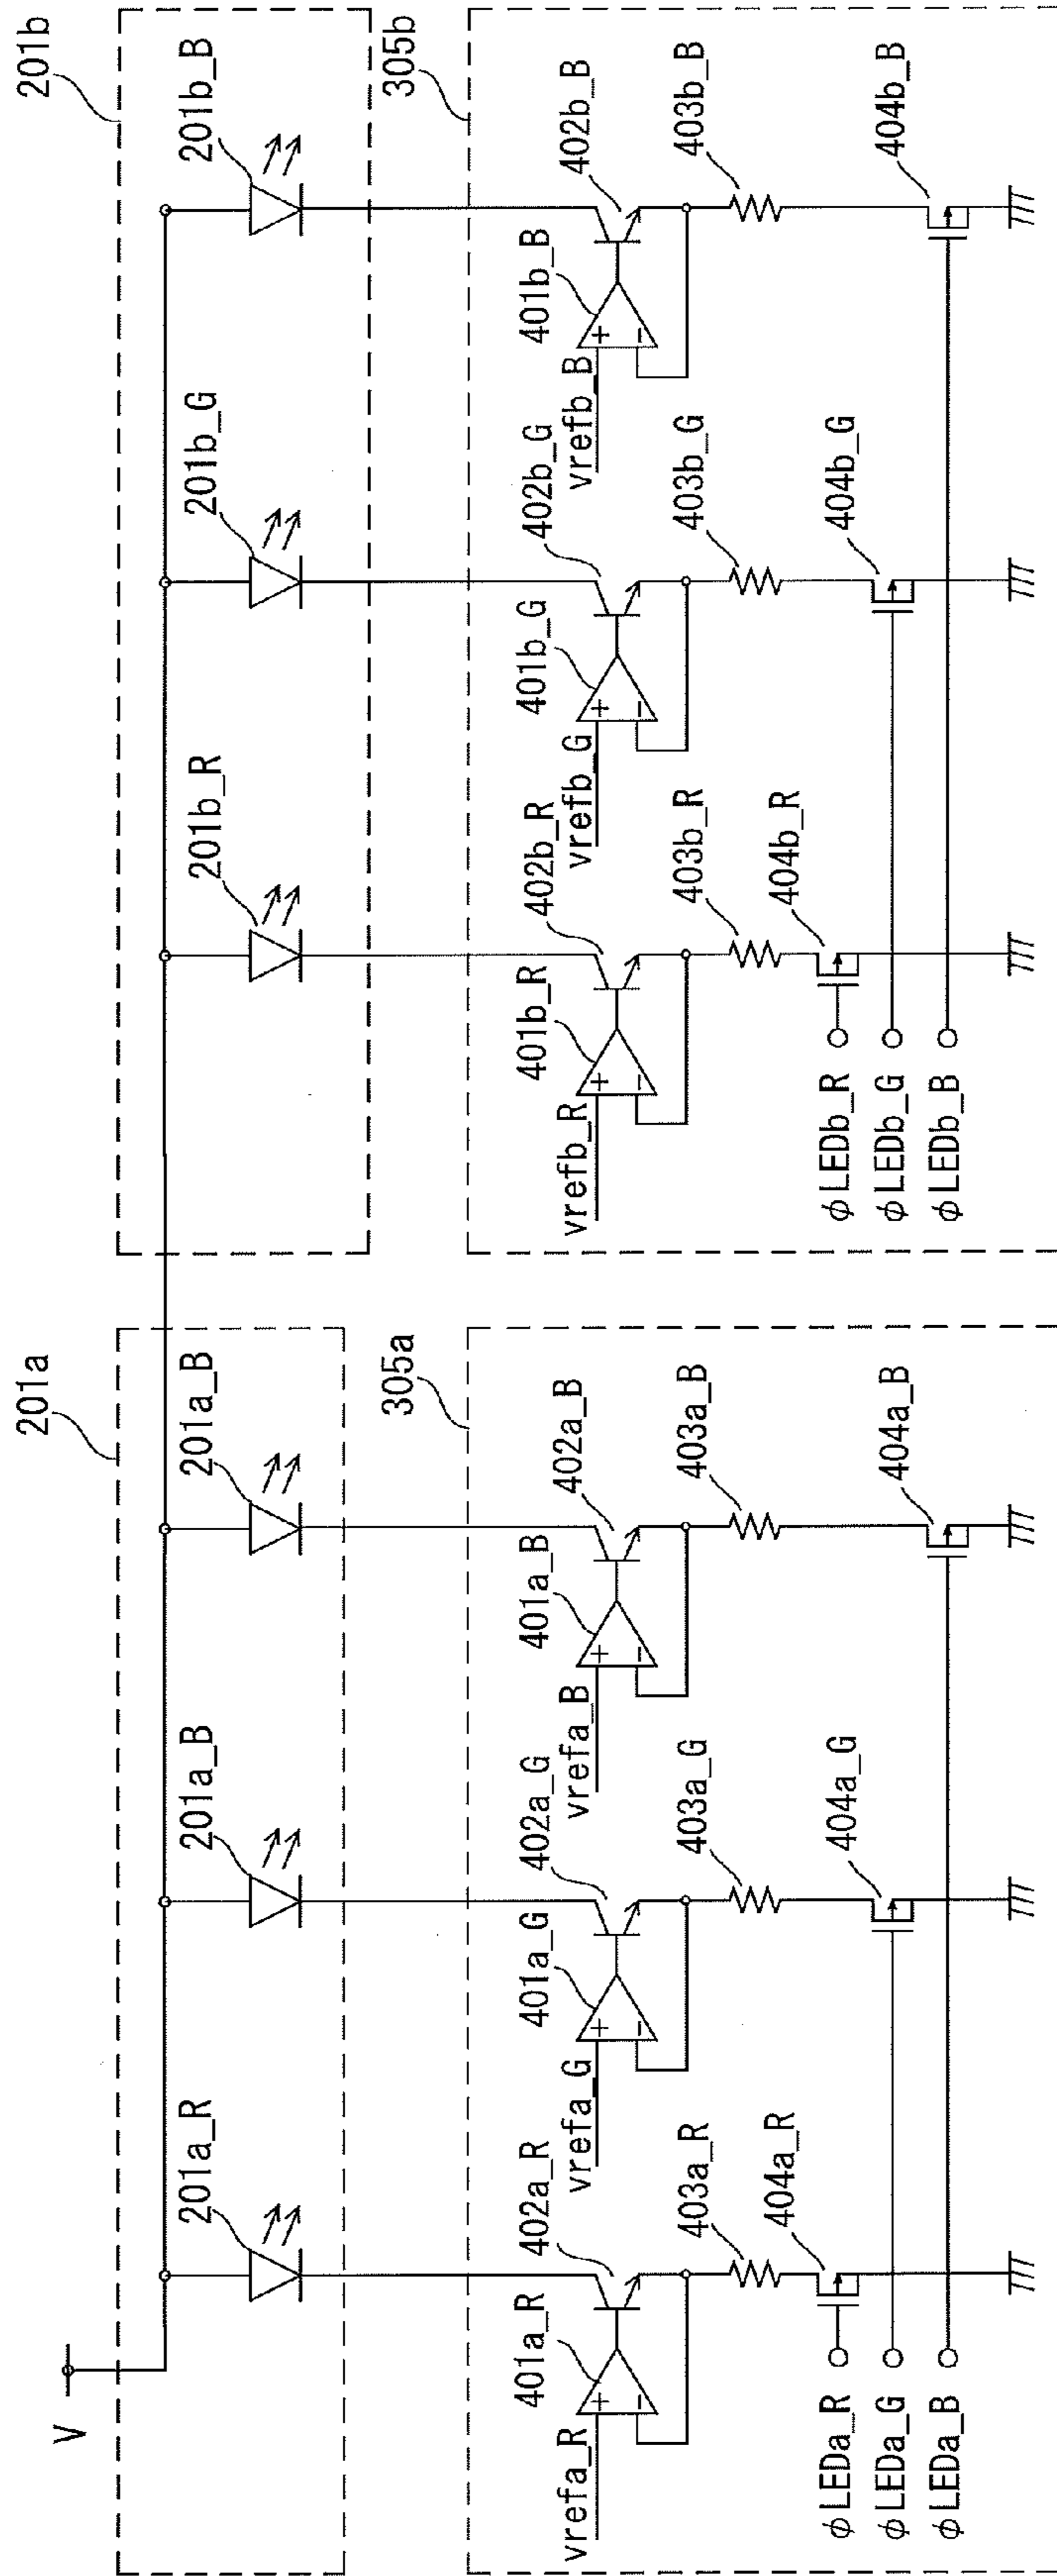 V
201a
201b
201a_R
201a_B
201a_B
201b_R
201b_G
201b_B
305a
305b
401a_R
402a_R
401a_G
402a_G
401a_B
402a_B
401b_R
402b_R
401b_G
402b_G
401b_B
402b_B
vrefa_R
+
−
vrefa_G
+
−
vrefa_B
+
−
vrefb_R
+
−
vrefb_G
+
−
vrefb_B
+
−
403a_R
403a_G
403a_B
403b_R
403b_G
403b_B
404a_R
404a_G
404a_B
404b_R
404b_G
404b_B
φLEDa_R
φLEDa_G
φLEDa_B
φLEDb_R
φLEDb_G
φLEDb_B